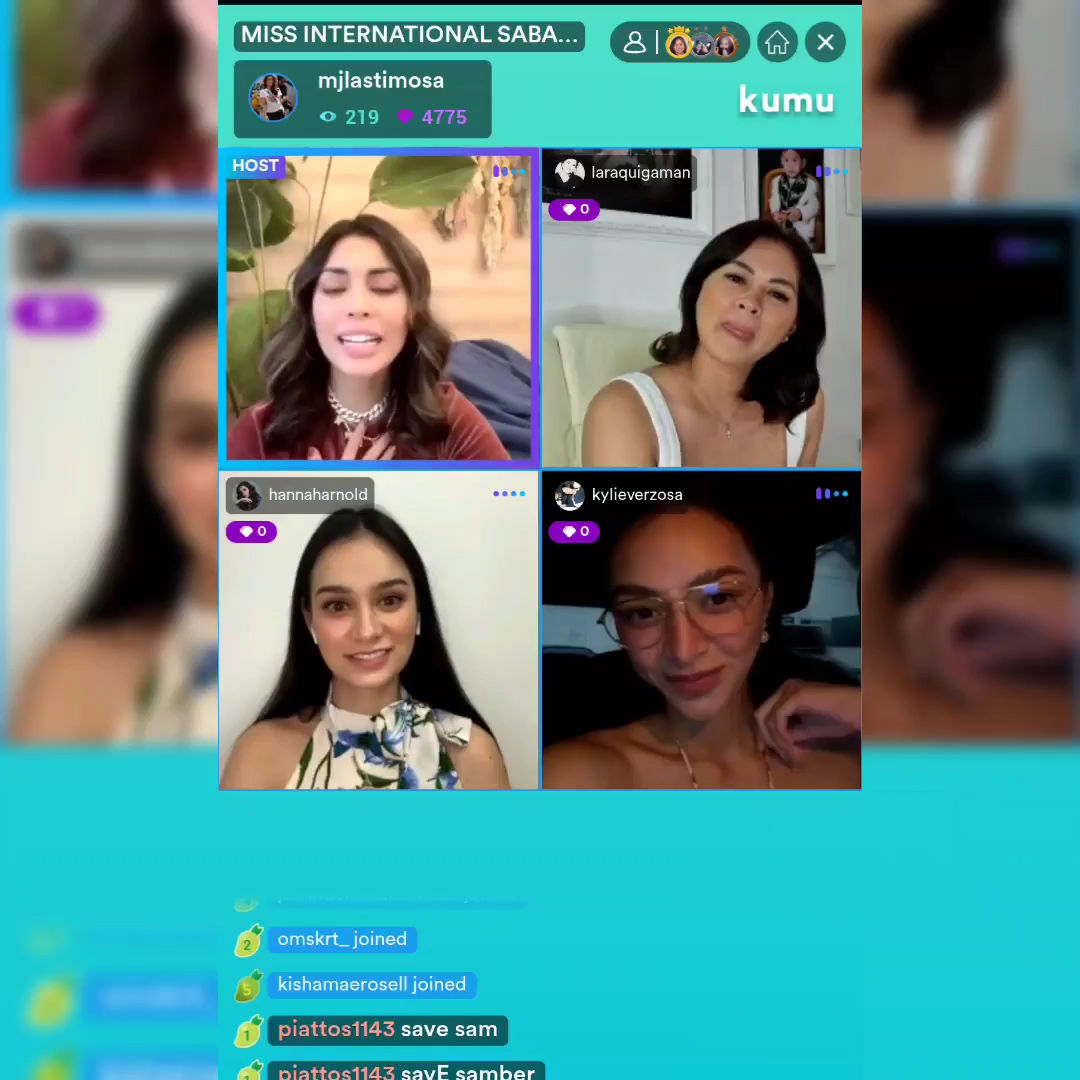 MISS INTERNATIONAL SABA...
mjlastimosa
219 4775
kumu
HOST
laraquigaman
0
hannaharnold
0
kylieverzosa
0
2 omskrt_ joined
5 kishamaerosell joined
1 piattos1143 save sam
1 piattos1143 savE samber